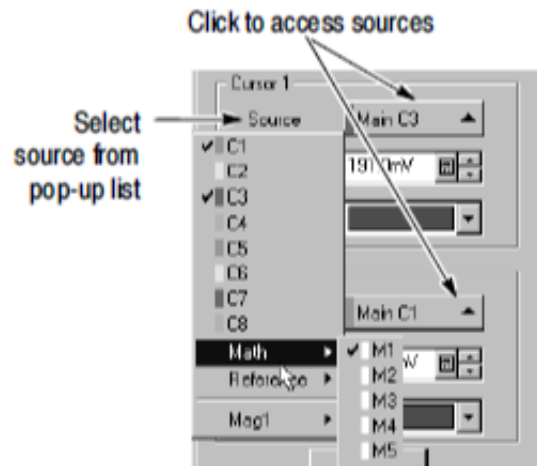 Click to access sources
Cursor 1
Select source from pop-up list
Source
Main C3
C1
C2
C3
C4
C5
C6
C7
C8
Main C1
Math
Reference
Mag1
M1
M2
M3
M4
M5